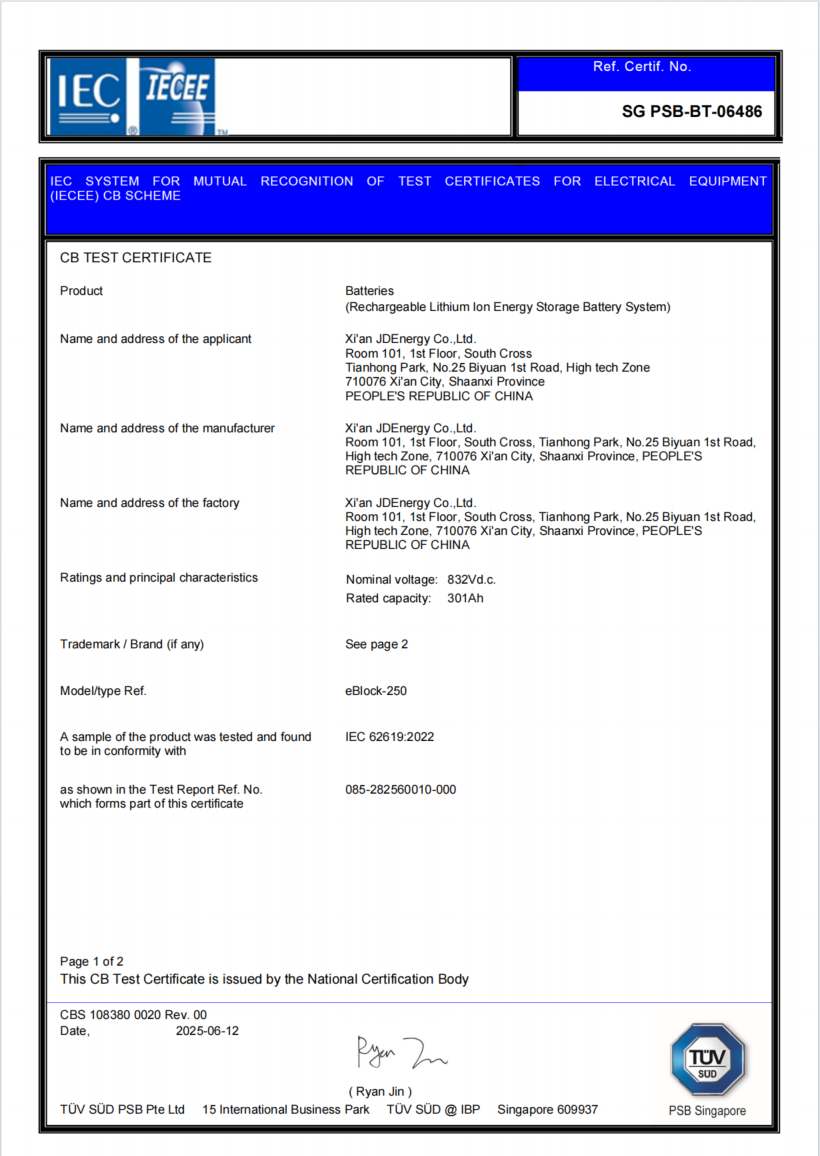 IEC
®
IECEE
TM
Ref. Certif. No.
SG PSB-BT-06486
IEC SYSTEM FOR MUTUAL RECOGNITION OF TEST CERTIFICATES FOR ELECTRICAL EQUIPMENT
(IECEE) CB SCHEME
CB TEST CERTIFICATE
Product
Batteries
(Rechargeable Lithium Ion Energy Storage Battery System)
Name and address of the applicant
Xi'an JDEnergy Co.,Ltd.
Room 101, 1st Floor, South Cross
Tianhong Park, No.25 Biyuan 1st Road, High tech Zone
710076 Xi'an City, Shaanxi Province
PEOPLE'S REPUBLIC OF CHINA
Name and address of the manufacturer
Xi'an JDEnergy Co.,Ltd.
Room 101, 1st Floor, South Cross, Tianhong Park, No.25 Biyuan 1st Road,
High tech Zone, 710076 Xi'an City, Shaanxi Province, PEOPLE'S
REPUBLIC OF CHINA
Name and address of the factory
Xi'an JDEnergy Co.,Ltd.
Room 101, 1st Floor, South Cross, Tianhong Park, No.25 Biyuan 1st Road,
High tech Zone, 710076 Xi'an City, Shaanxi Province, PEOPLE'S
REPUBLIC OF CHINA
Ratings and principal characteristics
Nominal voltage: 832Vd.c.
Rated capacity: 301Ah
Trademark / Brand (if any)
See page 2
Model/type Ref.
eBlock-250
A sample of the product was tested and found
to be in conformity with
IEC 62619:2022
as shown in the Test Report Ref. No.
which forms part of this certificate
085-282560010-000
Page 1 of 2
This CB Test Certificate is issued by the National Certification Body
CBS 108380 0020 Rev. 00
Date, 2025-06-12
Ryan Jin
( Ryan Jin )
TÜV SÜD PSB Pte Ltd 15 International Business Park TÜV SÜD @ IBP Singapore 609937
TÜV
SÜD
PSB Singapore